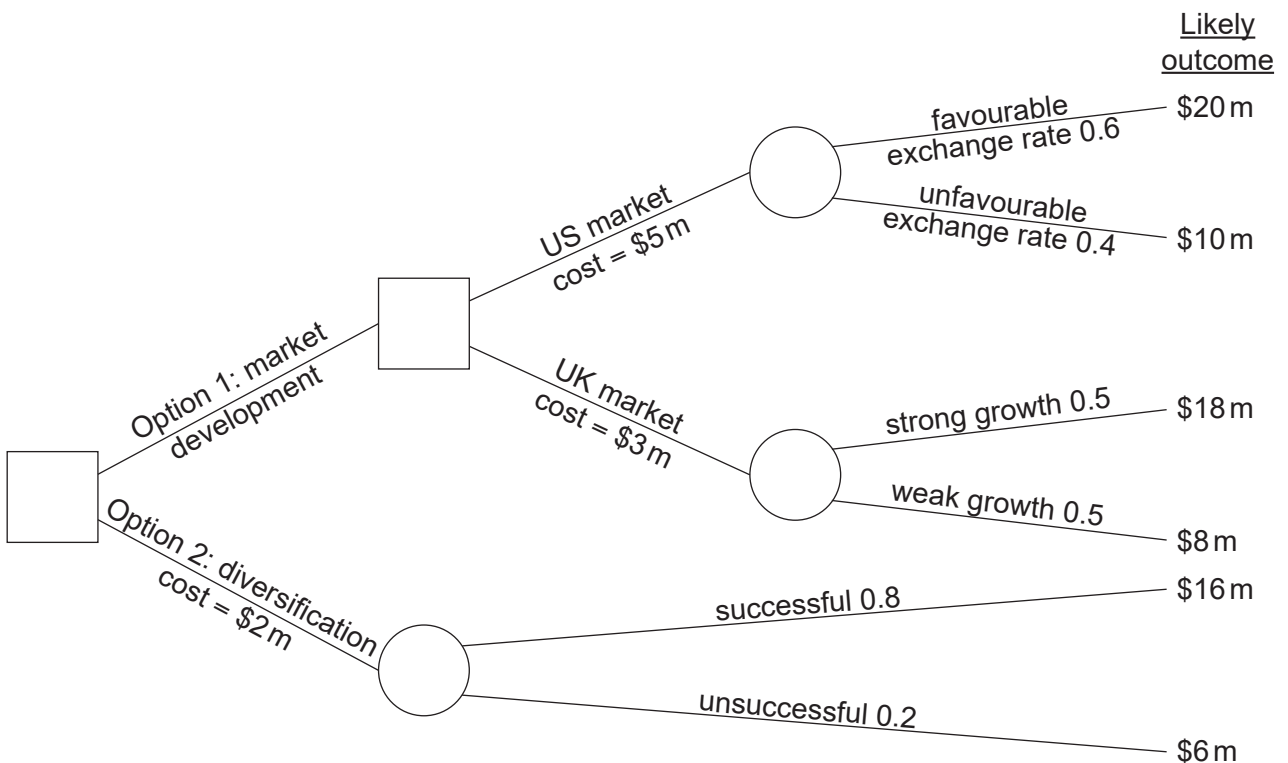 Likely
outcome
favourable
exchange rate 0.6
$20 m
unfavourable
exchange rate 0.4
$10 m
US market
cost = $5 m
Option 1: market
development
UK market
cost = $3 m
strong growth 0.5
$18 m
weak growth 0.5
$8 m
Option 2: diversification
cost = $2 m
successful 0.8
$16 m
unsuccessful 0.2
$6 m